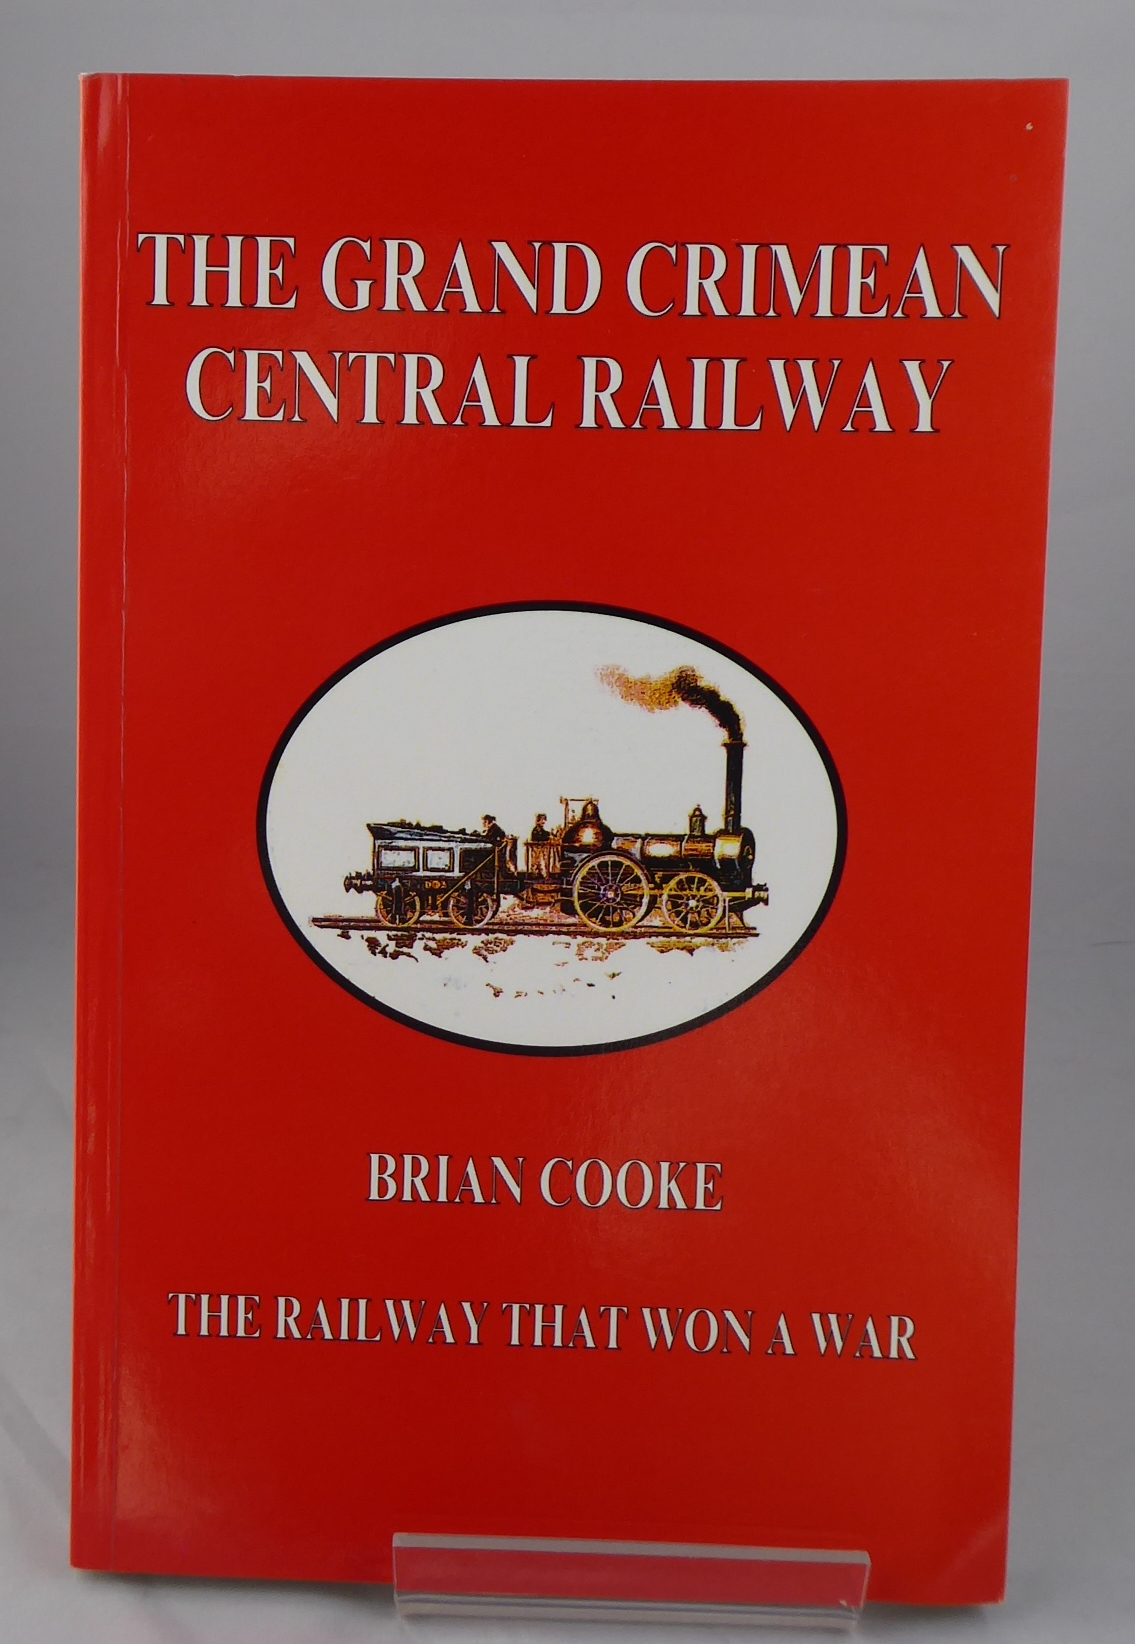 THE GRAND CRIMEAN
CENTRAL RAILWAY
BRIAN COOKE
THE RAILWAY THAT WON A WAR